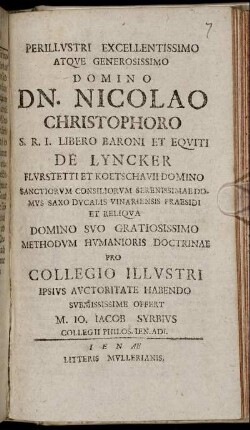 7
PERILLVSTRI EXCELLENTISSIMO
ATQVE GENEROSISSIMO
DOMINO
DN. NICOLAO
CHRISTOPHORO
S. R. I. LIBERO BARONI ET EQVITI
DE LYNCKER
FLVRSTETTI ET KOETSCHAVII DOMINO
SANCTIORVM CONSILIORVM SERENISSIMAE DO-
MVS SAXO DVCALIS VINARIENSIS PRAESIDI
ET RELIQVA
DOMINO SVO GRATIOSISSIMO
METHODVM HVMANIORIS DOCTRINAE
PRO
COLLEGIO ILLVSTRI
IPSIVS AVCTORITATE HABENDO
SVBMISSISSIME OFFERT
M. IO. IACOB SYRBIVS
COLLEGII PHILOS. IEN. ADI.
IENAE
LITTERIS MVLLERIANIS.